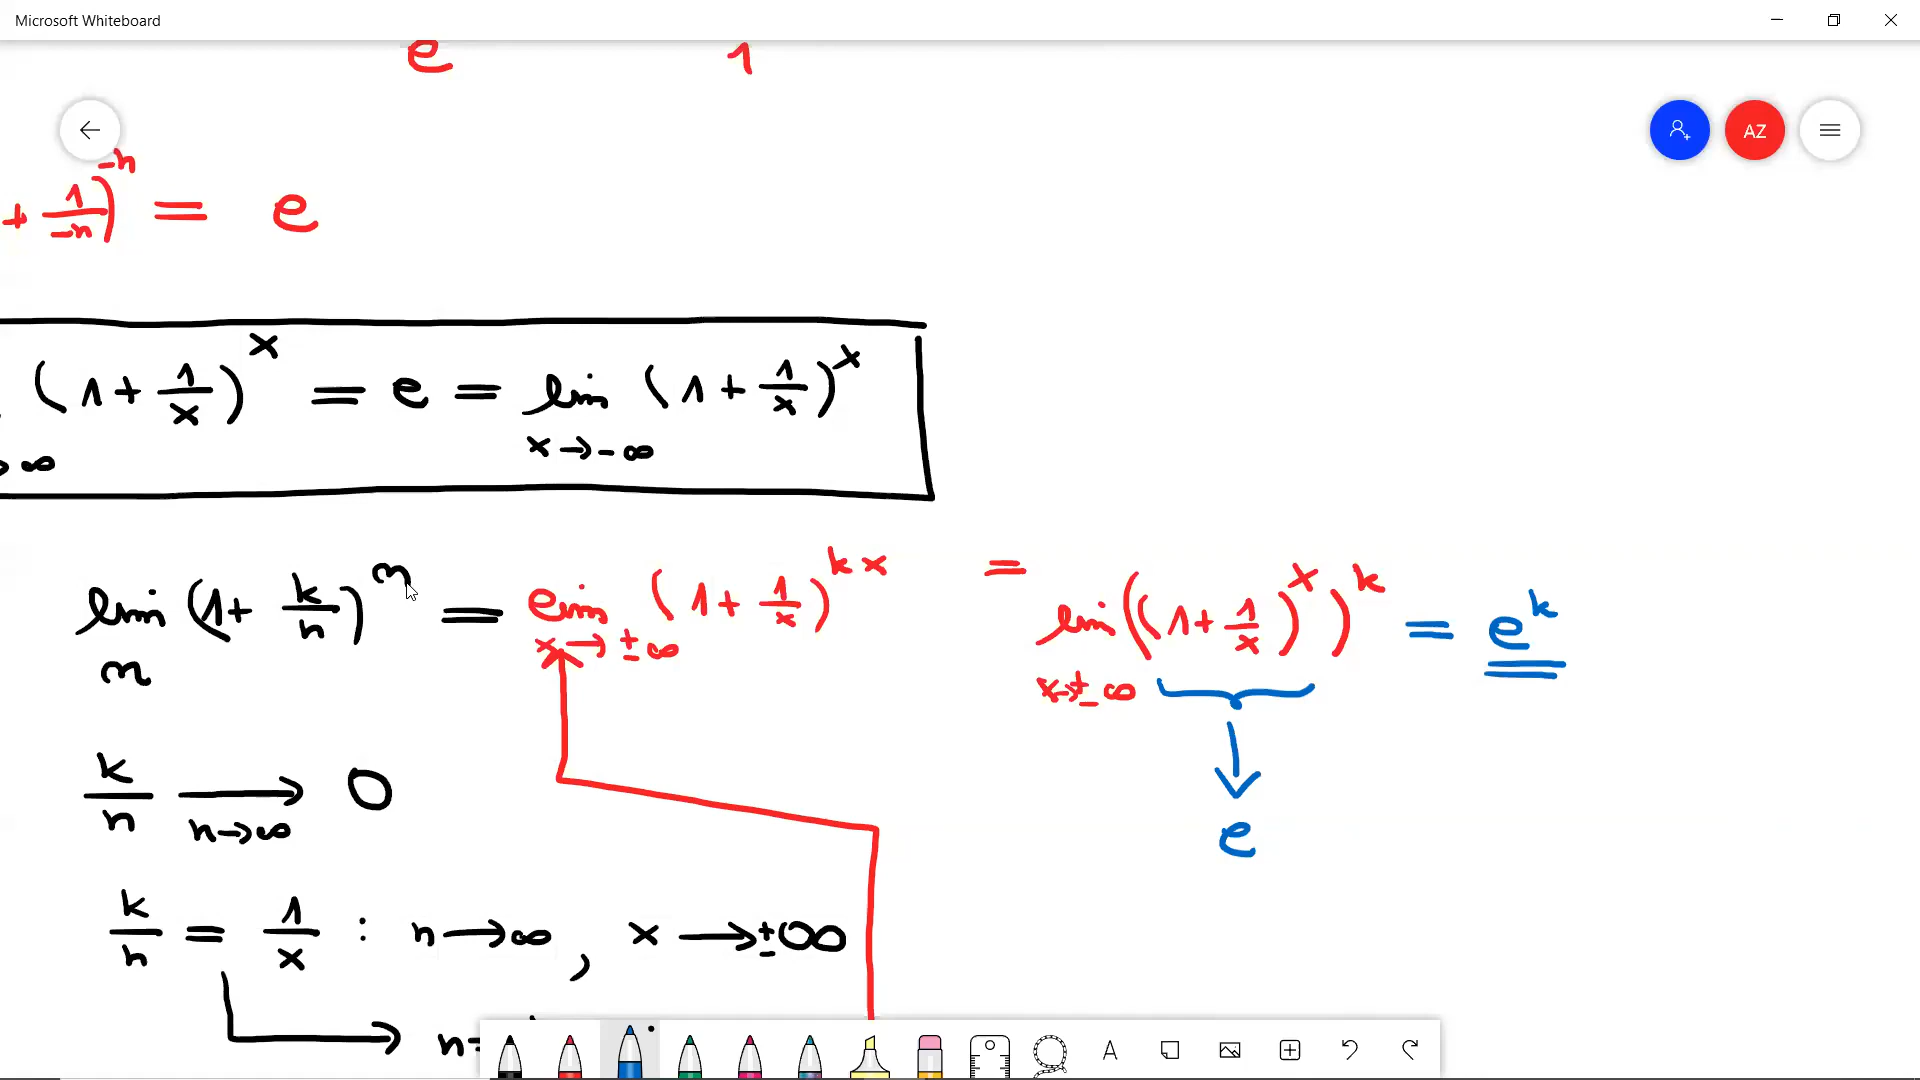 Microsoft Whiteboard
e 1
AZ
+ 1/-n)^-n = e
(1 + 1/x)^x = e = lim (1 + 1/x)^x
→ ∞ x → -∞
lim (1 + k/n)^n = lim (1 + 1/x)^kx = lim((1 + 1/x)^x)^k = e^k
n x → ±∞ x → ±∞
k/n → 0
n → ∞
e
k/n = 1/x : n → ∞, x → ±∞
→ n =
A